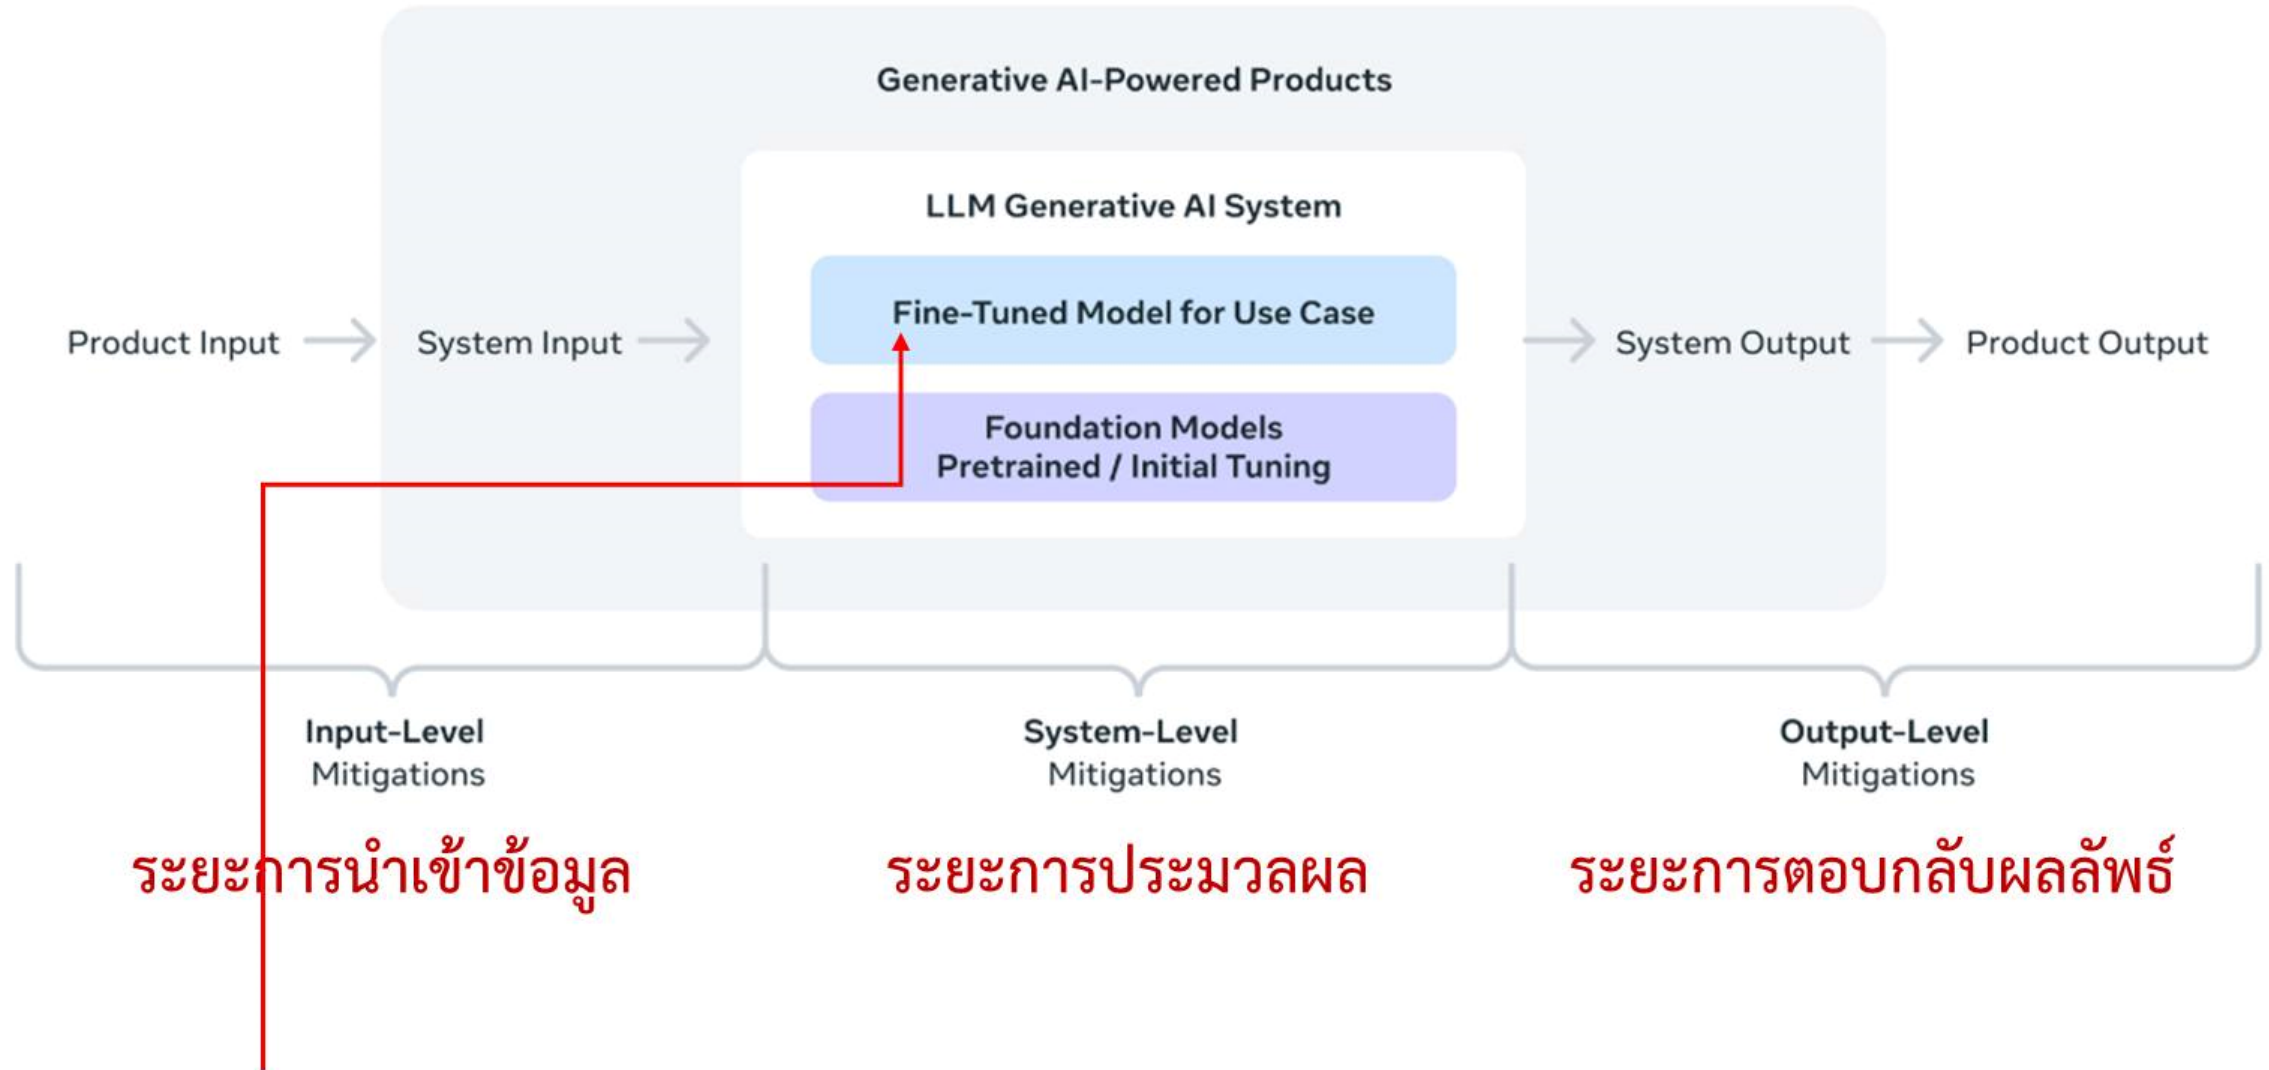 Generative AI-Powered Products
LLM Generative AI System
Fine-Tuned Model for Use Case
Product Input
System Input
System Output
Product Output
Foundation Models
Pretrained / Initial Tuning
Input-Level
Mitigations
System-Level
Mitigations
Output-Level
Mitigations
ระยะการนำเข้าข้อมูล
ระยะการประมวลผล
ระยะการตอบกลับผลลัพธ์